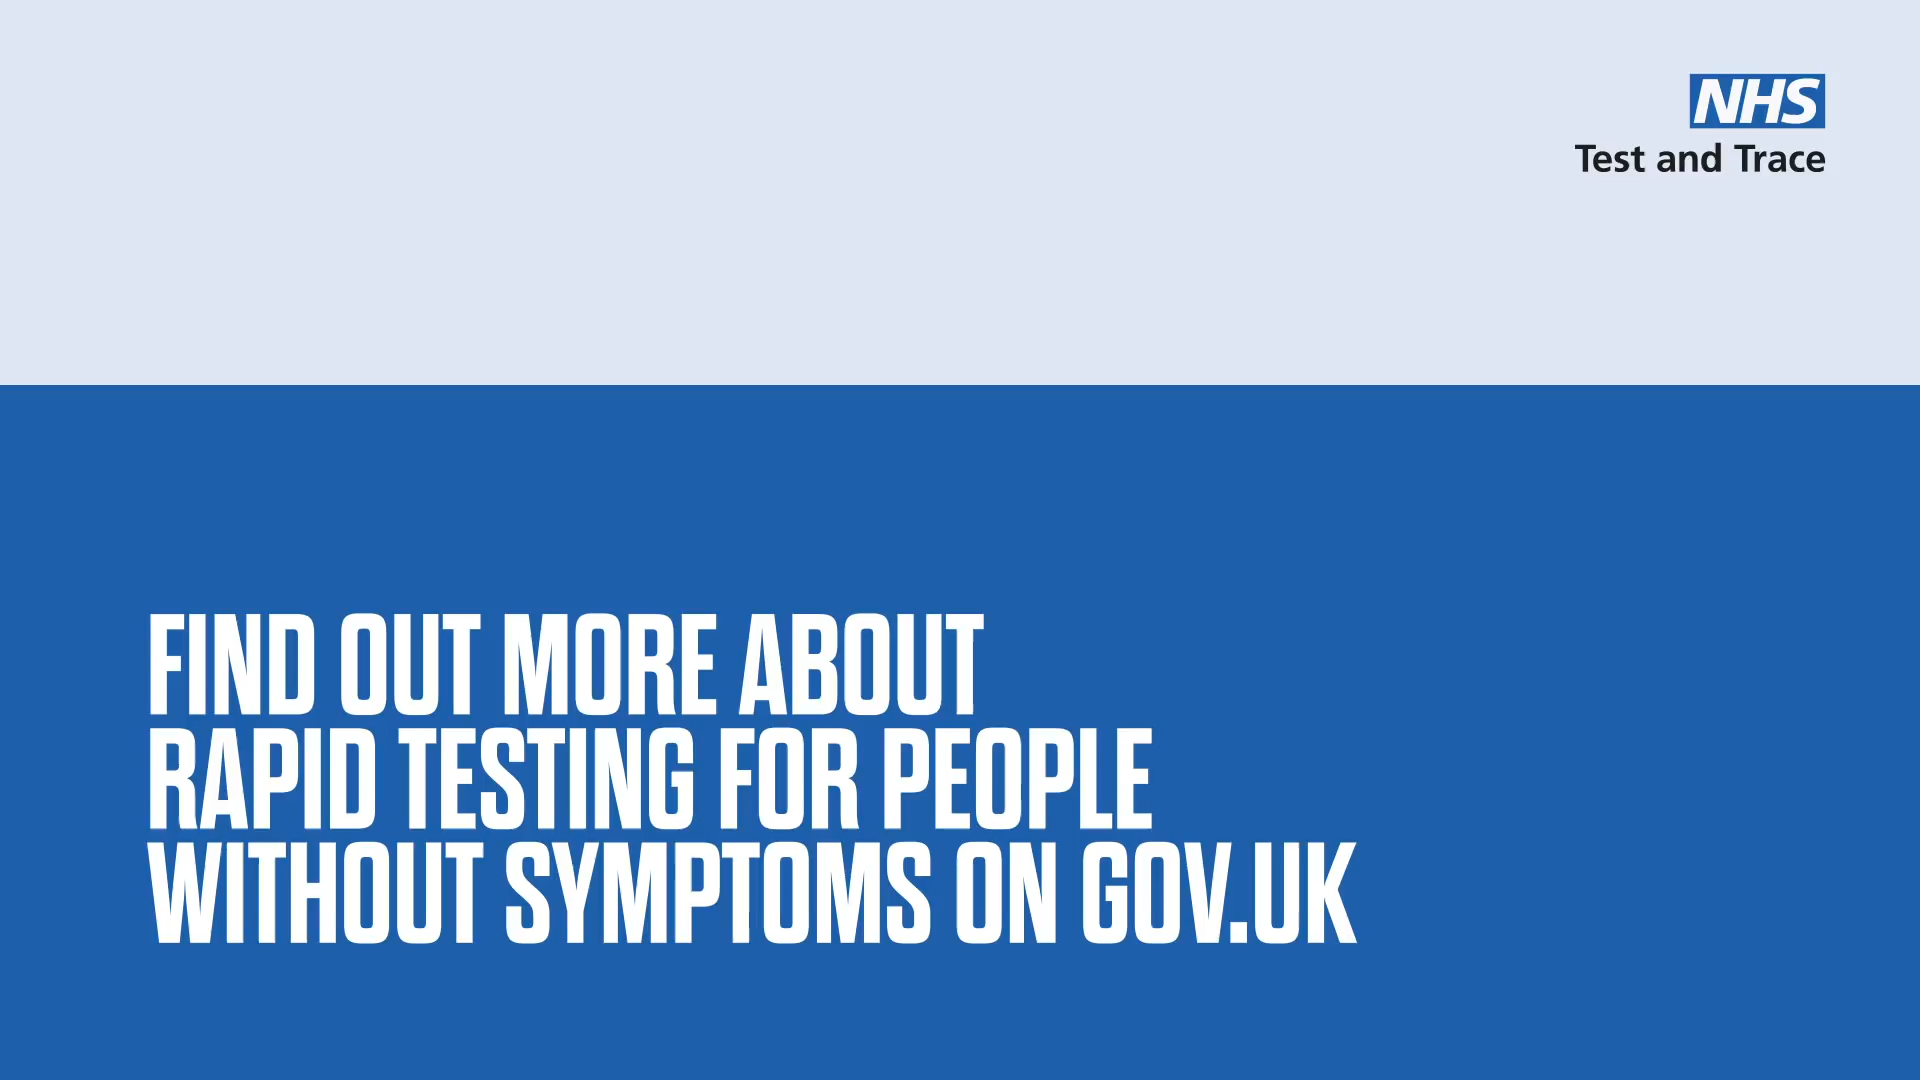 NHS
Test and Trace
FIND OUT MORE ABOUT
RAPID TESTING FOR PEOPLE
WITHOUT SYMPTOMS ON GOV.UK